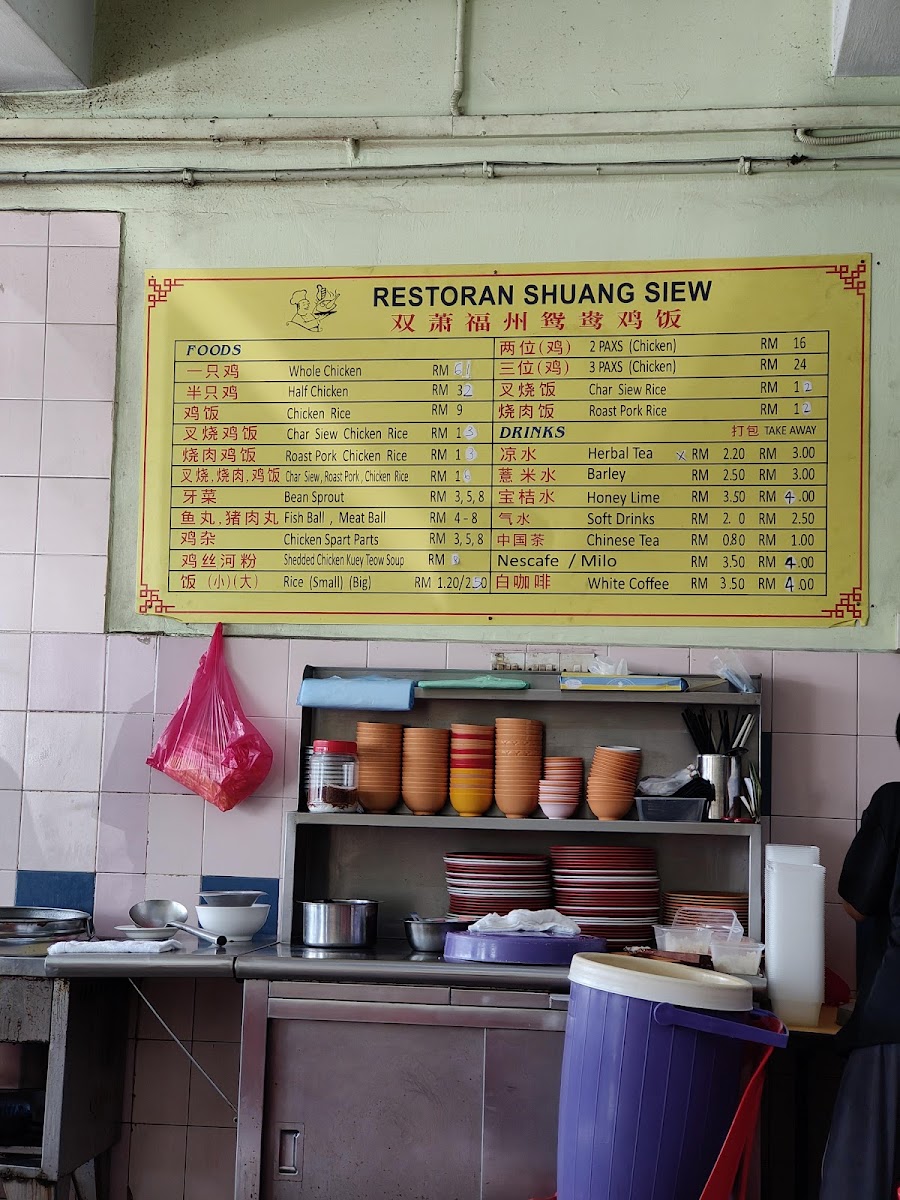 RESTORAN SHUANG SIEW
双萧福州鸳鸯鸡饭
FOODS
一只鸡 Whole Chicken RM 61
半只鸡 Half Chicken RM 32
鸡饭 Chicken Rice RM 9
叉烧鸡饭 Char Siew Chicken Rice RM 13
烧肉鸡饭 Roast Pork Chicken Rice RM 13
叉烧,烧肉,鸡饭 Char Siew, Roast Pork, Chicken Rice RM 16
牙菜 Bean Sprout RM 3, 5, 8
鱼丸,猪肉丸 Fish Ball , Meat Ball RM 4 - 8
鸡杂 Chicken Spart Parts RM 3, 5, 8
鸡丝河粉 Shedded Chicken Kuey Teow Soup RM
饭 (小)(大) Rice (Small) (Big) RM 1.20/2.50
两位(鸡) 2 PAXS (Chicken) RM 16
三位(鸡) 3 PAXS (Chicken) RM 24
叉烧饭 Char Siew Rice RM 12
烧肉饭 Roast Pork Rice RM 12
DRINKS 打包 TAKE AWAY
凉水 Herbal Tea x RM 2.20 RM 3.00
薏米水 Barley RM 2.50 RM 3.00
宝桔水 Honey Lime RM 3.50 RM 4.00
气水 Soft Drinks RM 2. 0 RM 2.50
中国茶 Chinese Tea RM 0.80 RM 1.00
Nescafe / Milo RM 3.50 RM 4.00
白咖啡 White Coffee RM 3.50 RM 4.00